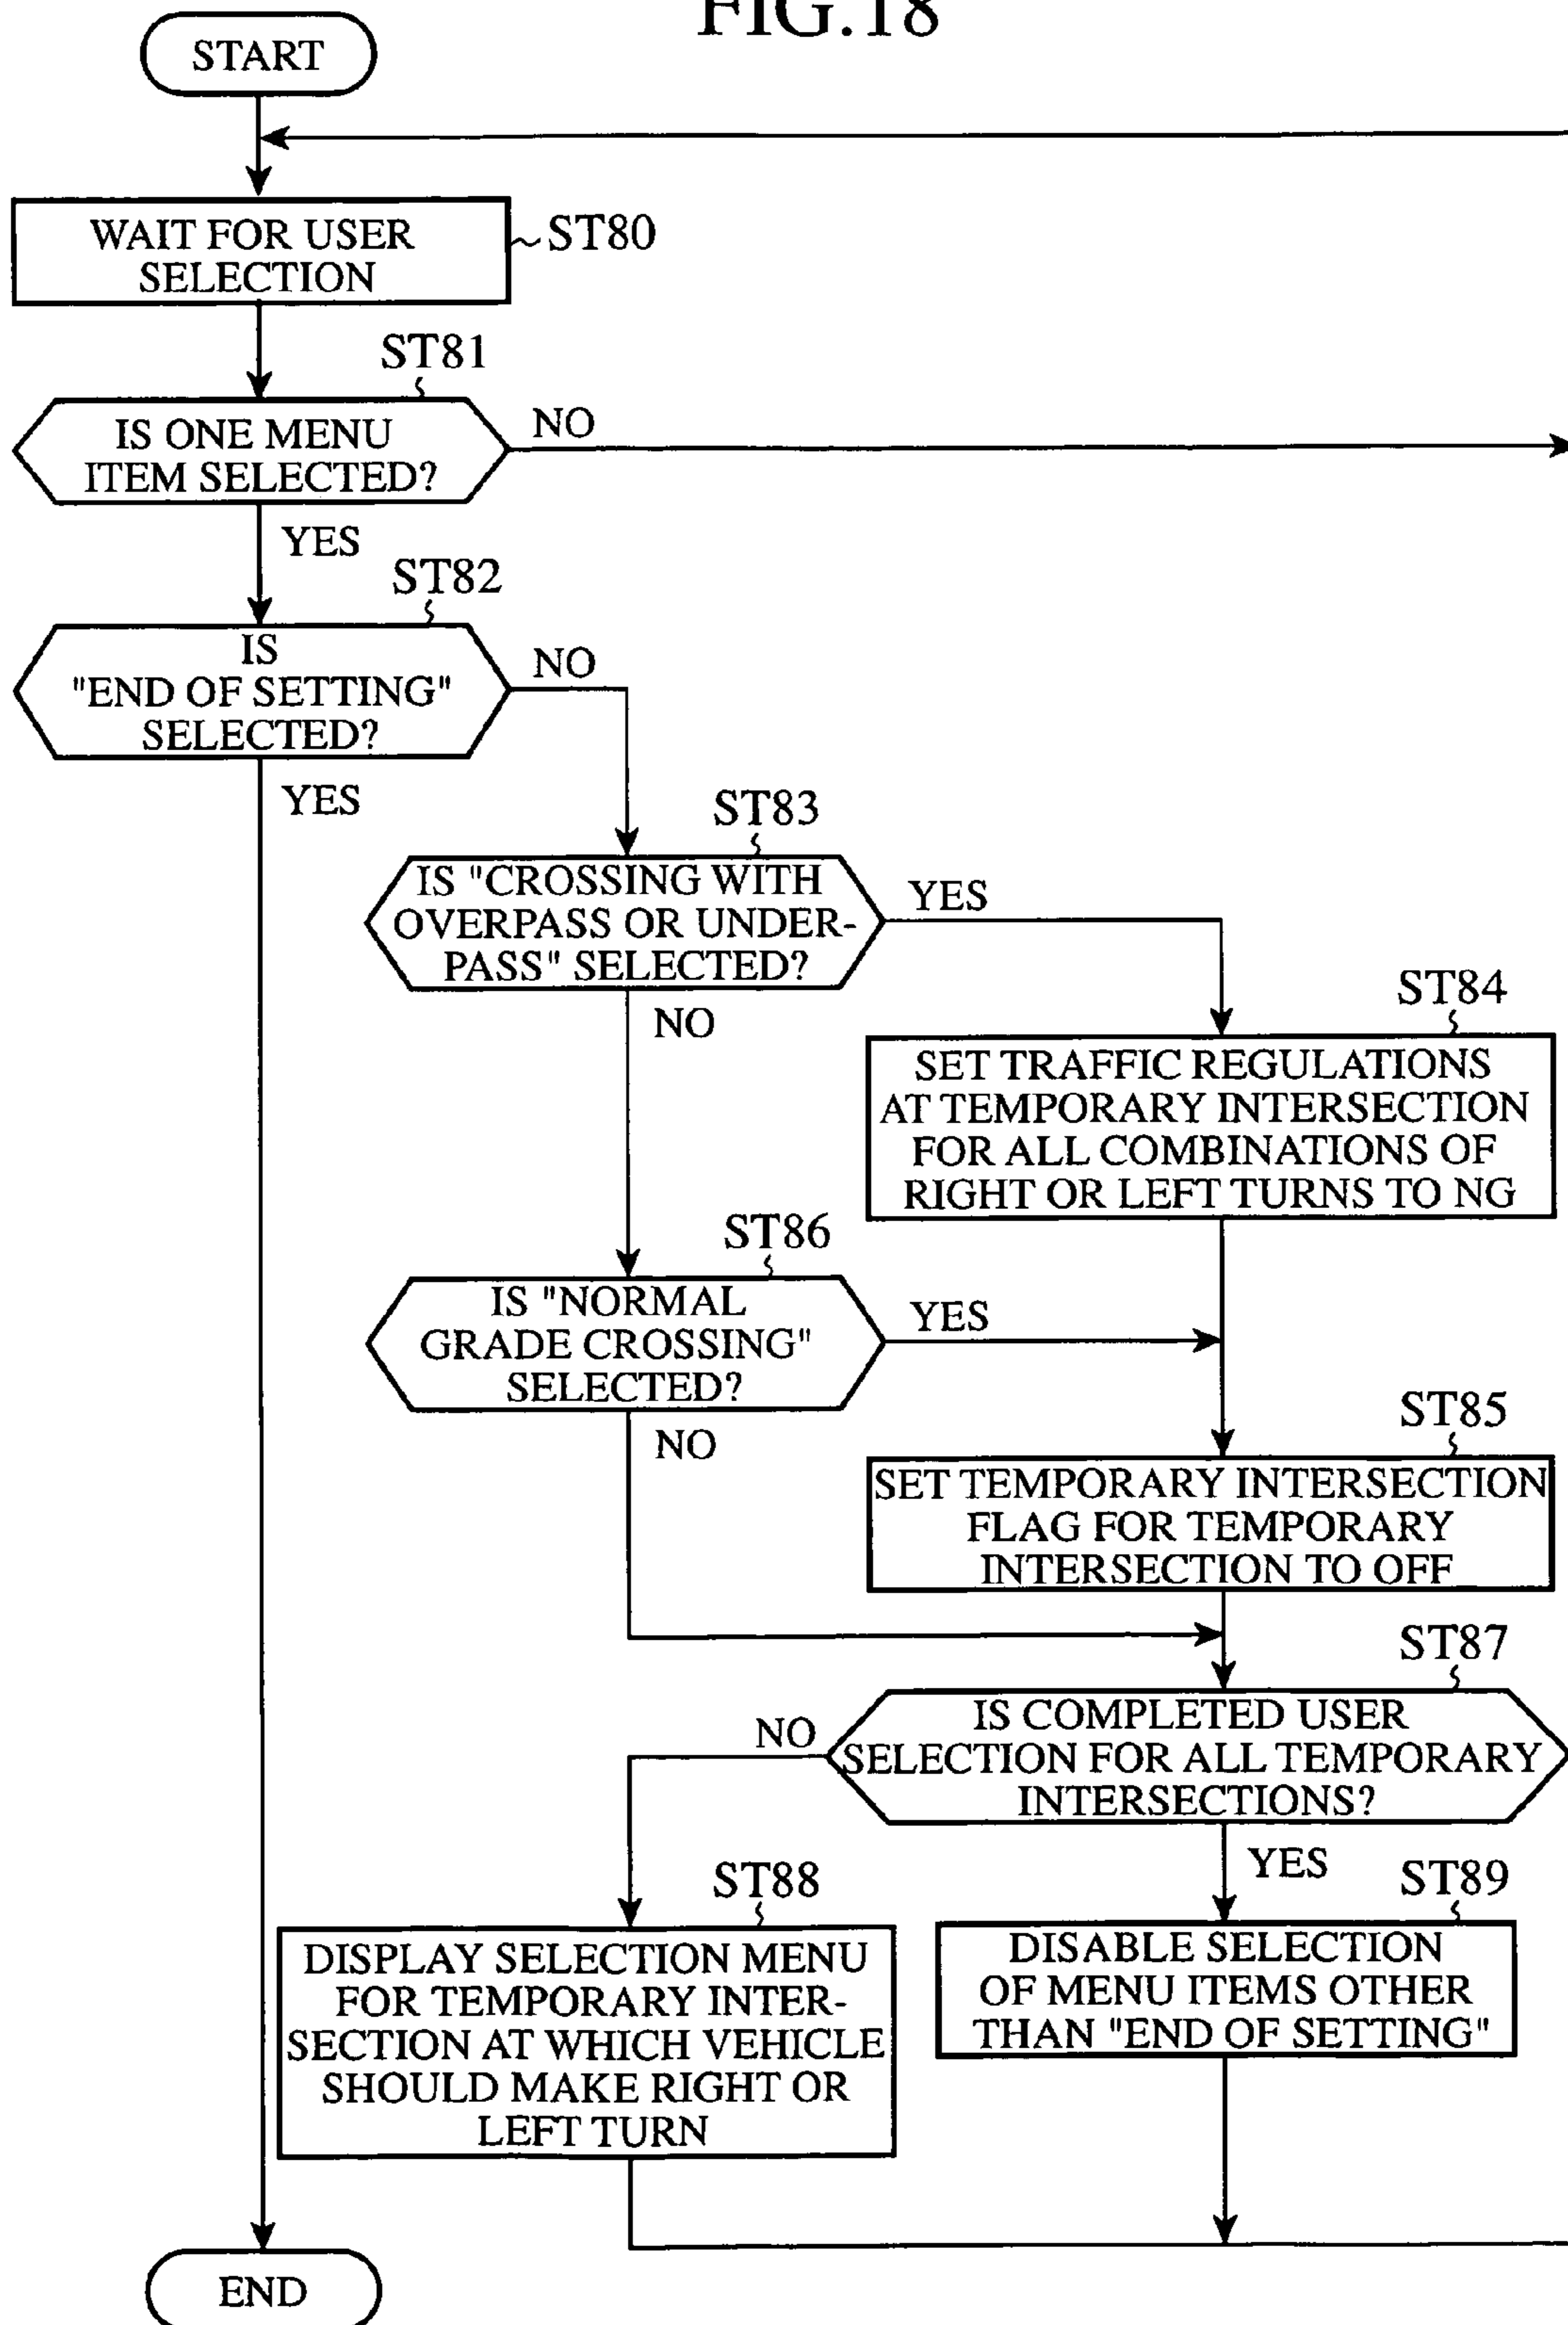 FIG.18
START
WAIT FOR USER
SELECTION
ST80
ST81
IS ONE MENU
ITEM SELECTED?
NO
YES
ST82
IS
"END OF SETTING"
SELECTED?
NO
YES
ST83
IS "CROSSING WITH
OVERPASS OR UNDER-
PASS" SELECTED?
YES
NO
ST84
SET TRAFFIC REGULATIONS
AT TEMPORARY INTERSECTION
FOR ALL COMBINATIONS OF
RIGHT OR LEFT TURNS TO NG
ST86
IS "NORMAL
GRADE CROSSING"
SELECTED?
YES
NO
ST85
SET TEMPORARY INTERSECTION
FLAG FOR TEMPORARY
INTERSECTION TO OFF
ST87
IS COMPLETED USER
SELECTION FOR ALL TEMPORARY
INTERSECTIONS?
NO
YES
ST88
DISPLAY SELECTION MENU
FOR TEMPORARY INTER-
SECTION AT WHICH VEHICLE
SHOULD MAKE RIGHT OR
LEFT TURN
ST89
DISABLE SELECTION
OF MENU ITEMS OTHER
THAN "END OF SETTING"
END